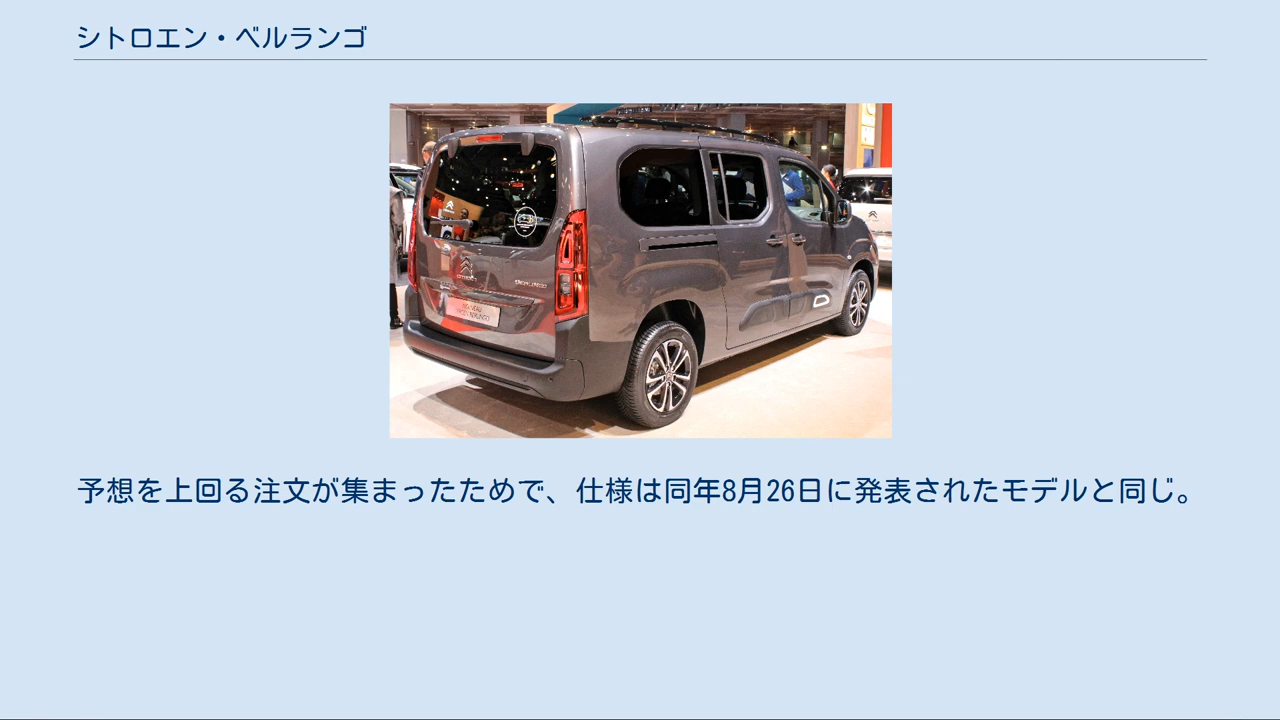 シトロエン・ベルランゴ
予想を上回る注文が集まったためで、仕様は同年8月26日に発表されたモデルと同じ。